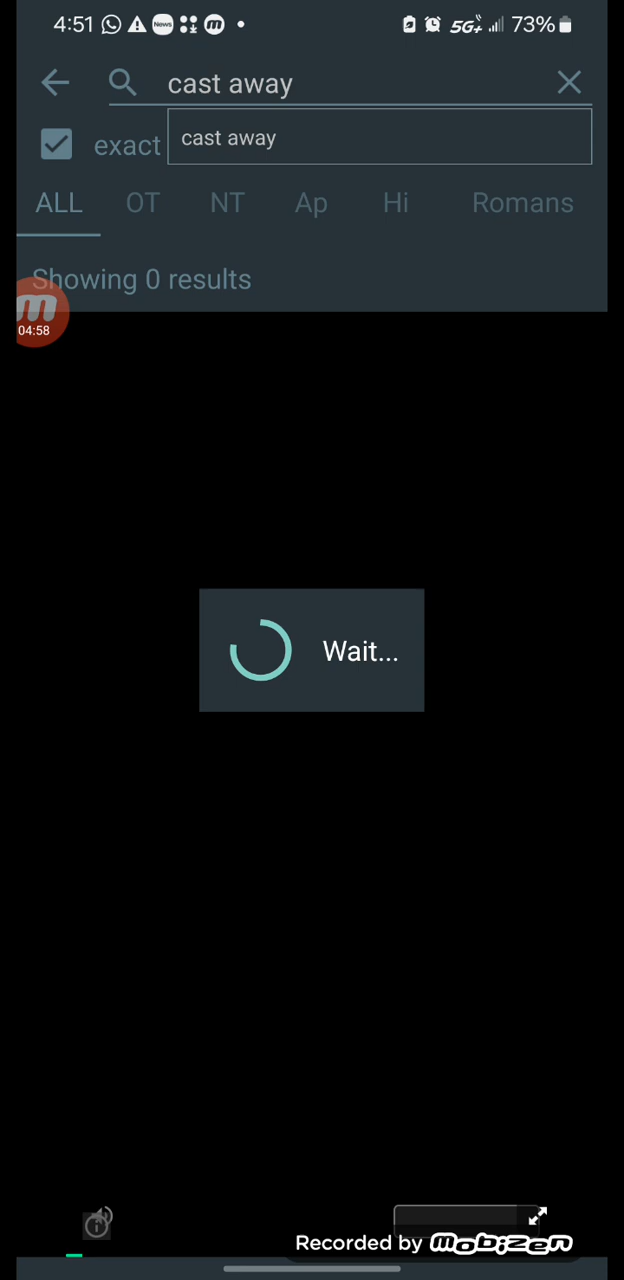 4:51 News m 5G+ 73%
cast away
exact
cast away
ALL OT NT Ap Hi Romans
Showing 0 results
m
04:58
Wait...
Recorded by mobizen